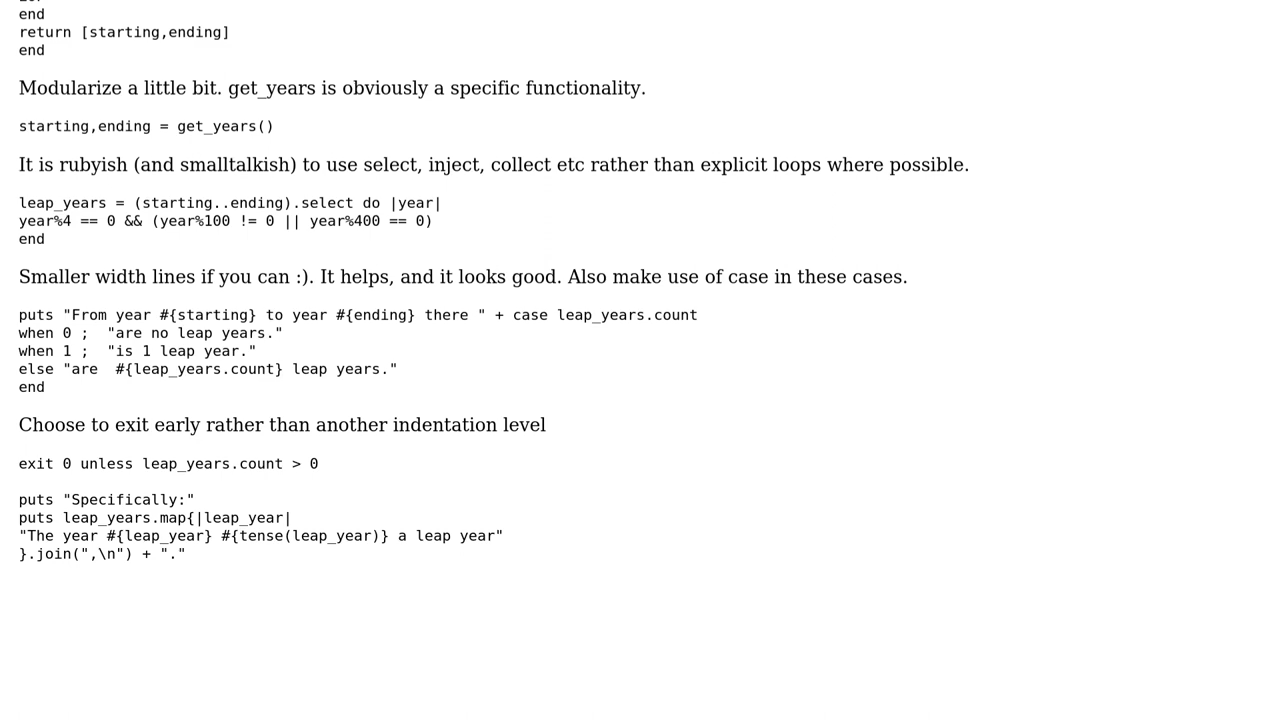 end
return [starting,ending]
end
Modularize a little bit. get_years is obviously a specific functionality.
starting,ending = get_years()
It is rubyish (and smalltalkish) to use select, inject, collect etc rather than explicit loops where possible.
leap_years = (starting..ending).select do |year|
year%4 == 0 && (year%100 != 0 || year%400 == 0)
end
Smaller width lines if you can :). It helps, and it looks good. Also make use of case in these cases.
puts "From year #{starting} to year #{ending} there " + case leap_years.count
when 0 ;  "are no leap years."
when 1 ;  "is 1 leap year."
else "are  #{leap_years.count} leap years."
end
Choose to exit early rather than another indentation level
exit 0 unless leap_years.count > 0
puts "Specifically:"
puts leap_years.map{|leap_year|
"The year #{leap_year} #{tense(leap_year)} a leap year"
}.join(",\n") + "."